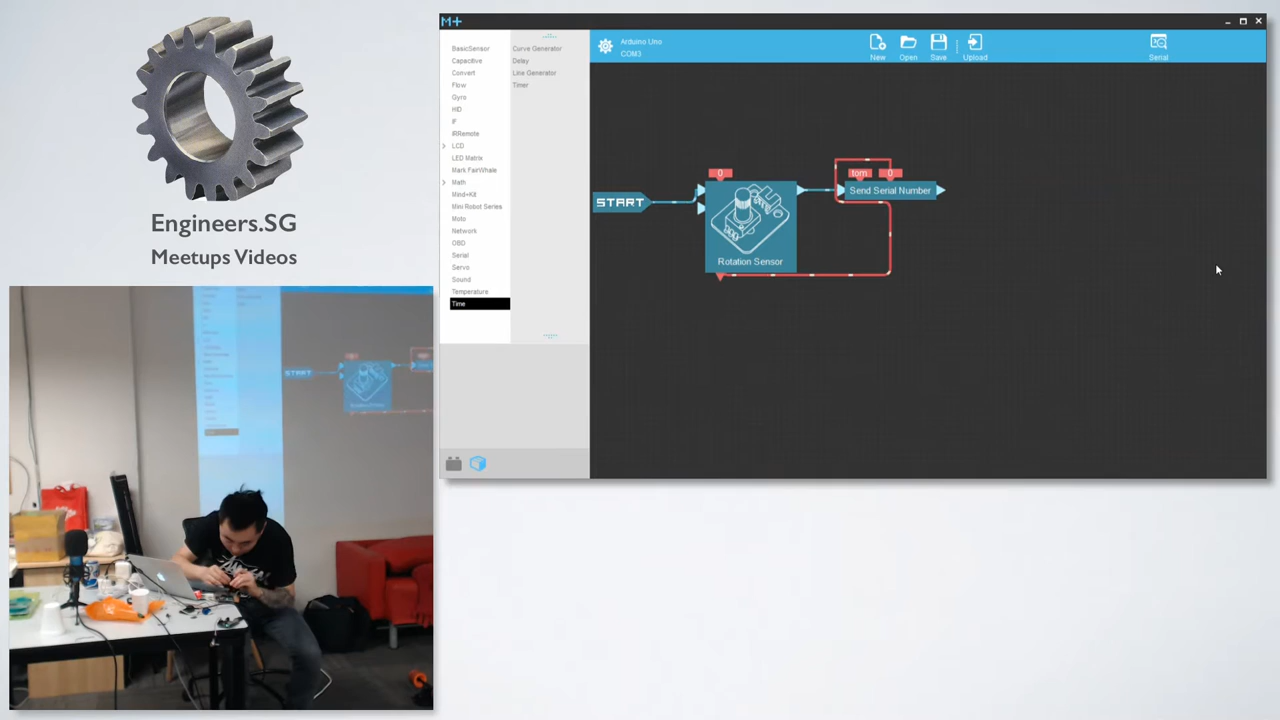 Engineers.SG
Meetups Videos
M+
Arduino Uno
COM3
New
Open
Save
Upload
Serial
BasicSensor
Capacitive
Convert
Flow
Gyro
HID
IF
IRRemote
LCD
LED Matrix
Mark FairWhale
Math
Mind+Kit
Mini Robot Series
Moto
Network
OBD
Serial
Servo
Sound
Temperature
Time
Curve Generator
Delay
Line Generator
Timer
START
0
Rotation Sensor
tom
0
Send Serial Number
START